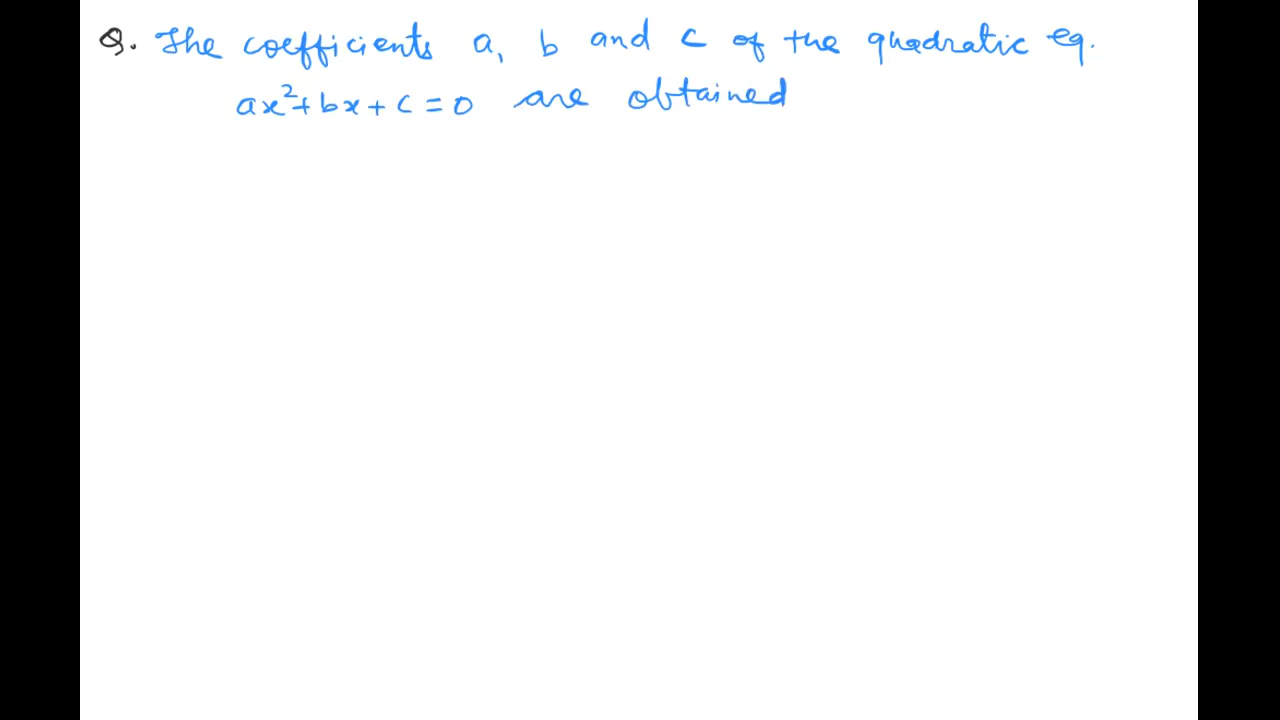 Q. The coefficients a, b and c of the quadratic eq.
ax²+bx+c=0 are obtained